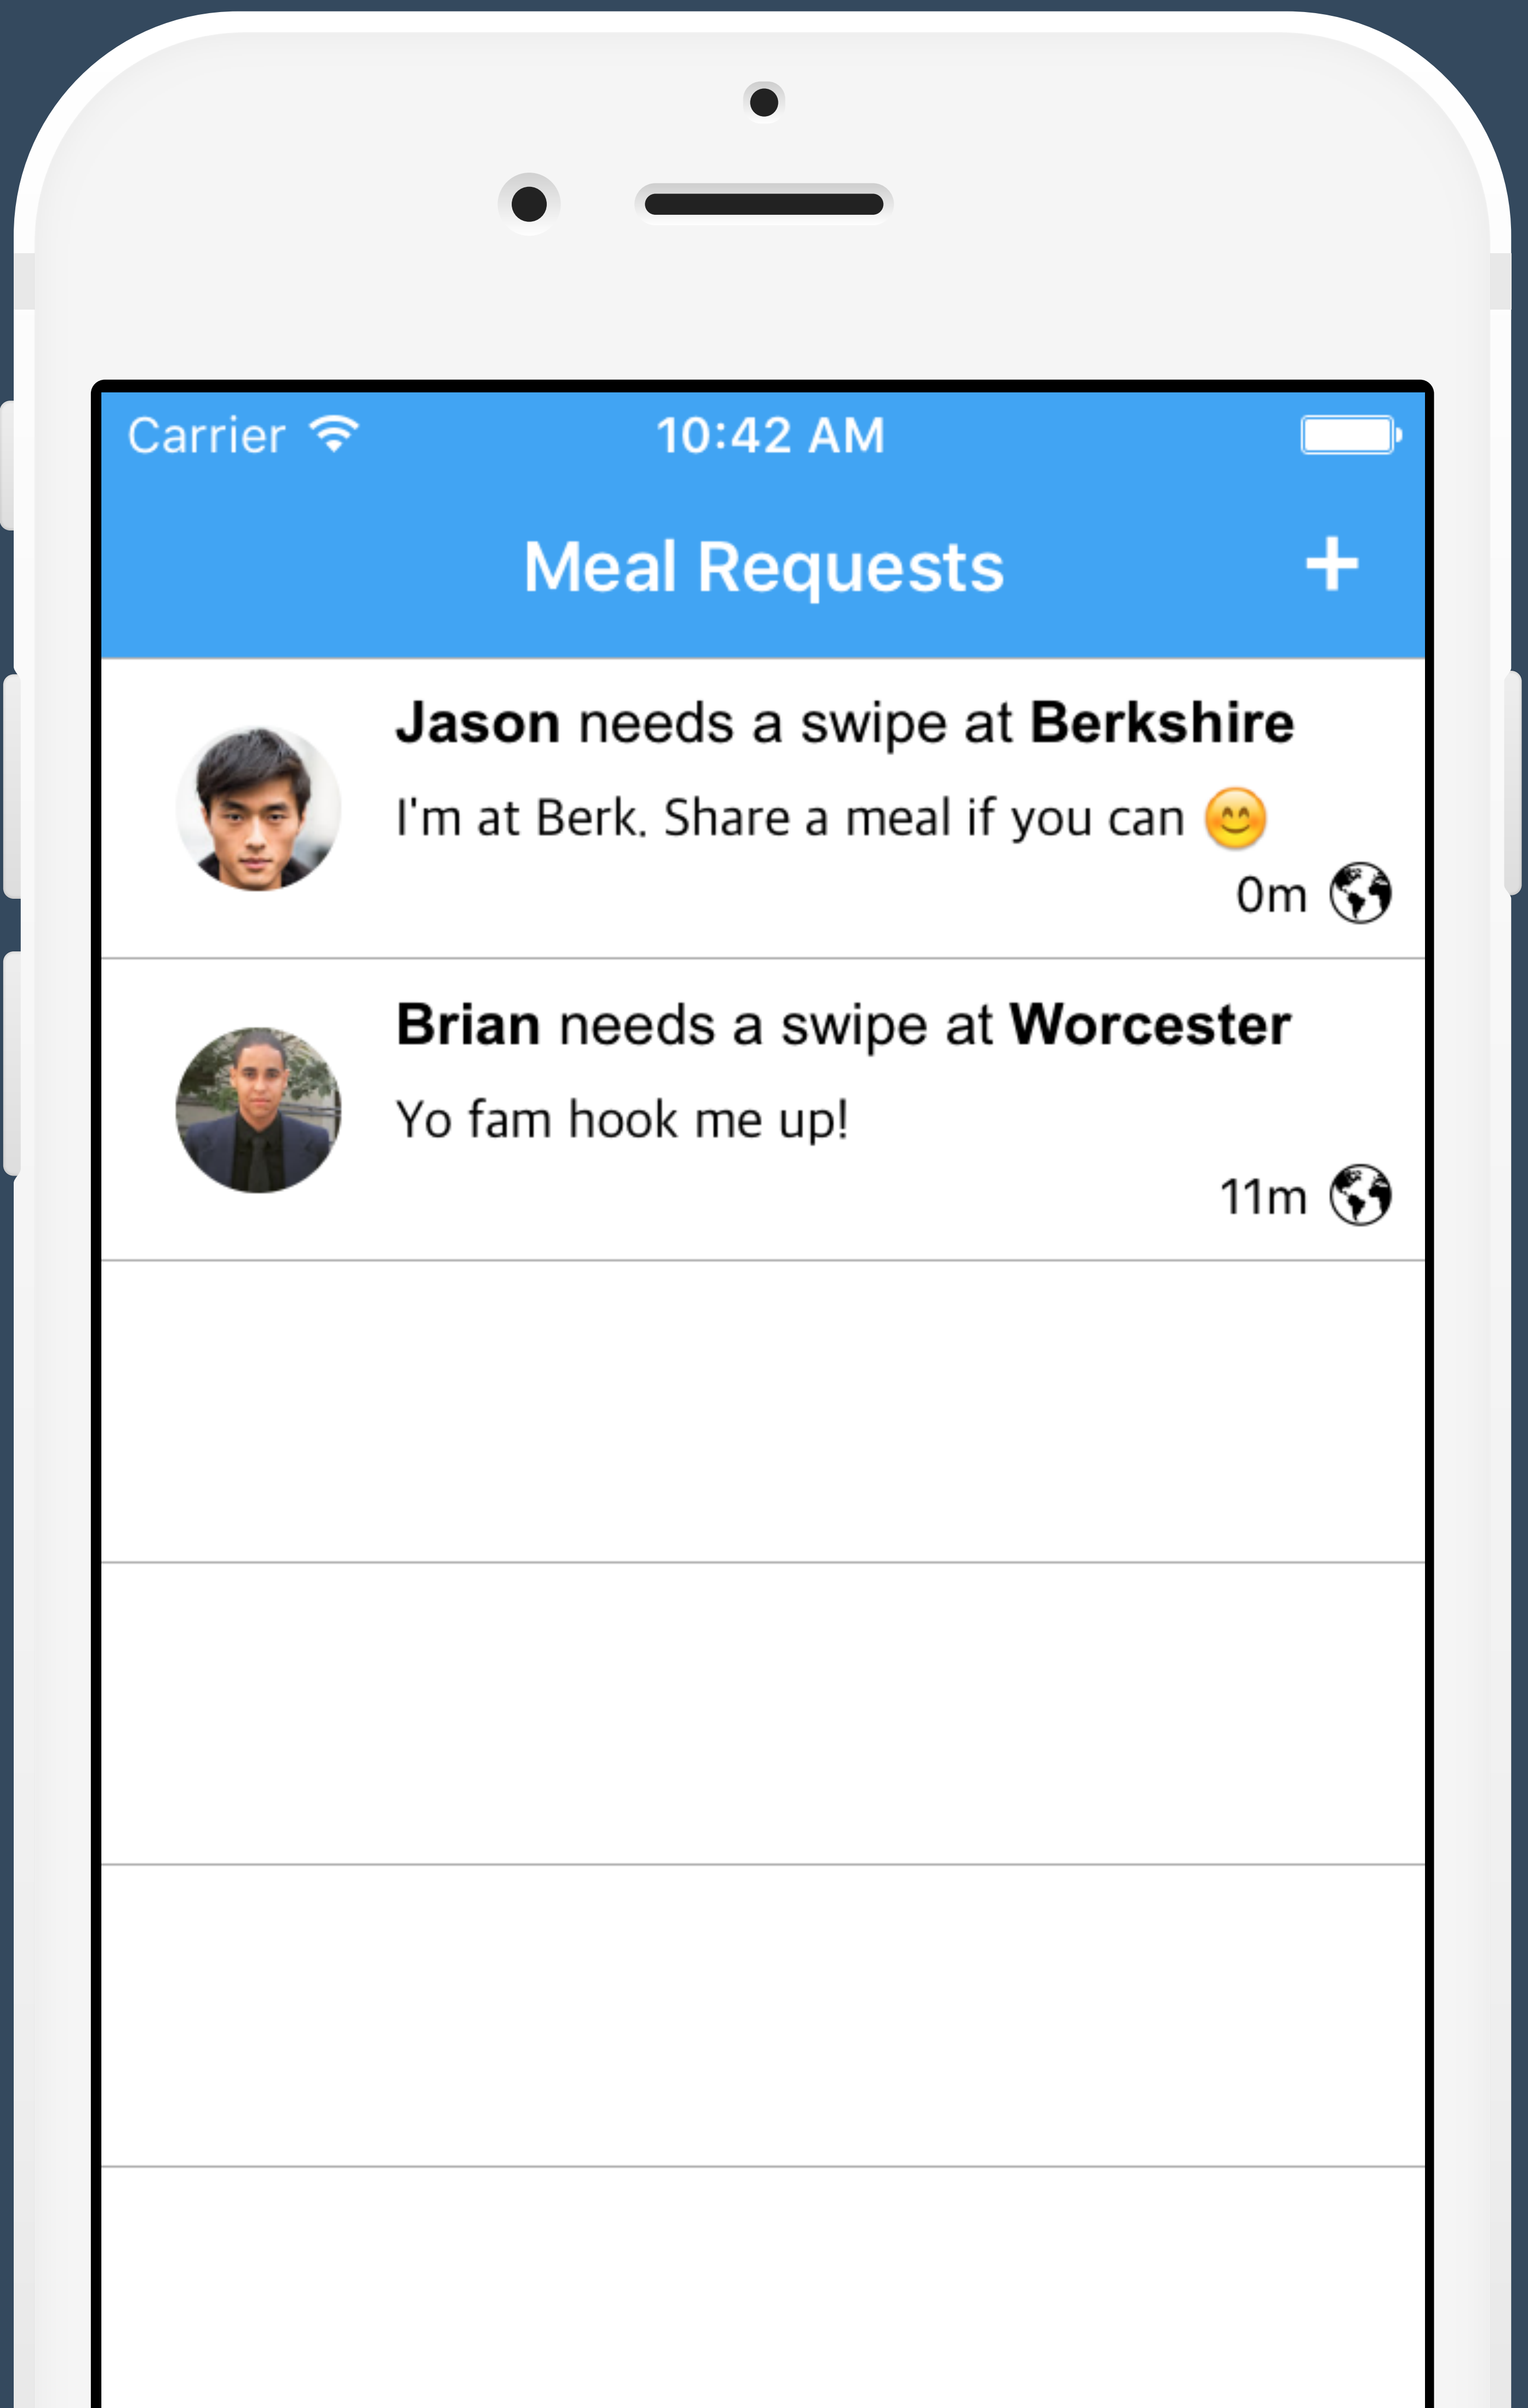 Carrier 10:42 AM
Meal Requests +
Jason needs a swipe at Berkshire
I'm at Berk. Share a meal if you can 😊
0m
Brian needs a swipe at Worcester
Yo fam hook me up!
11m